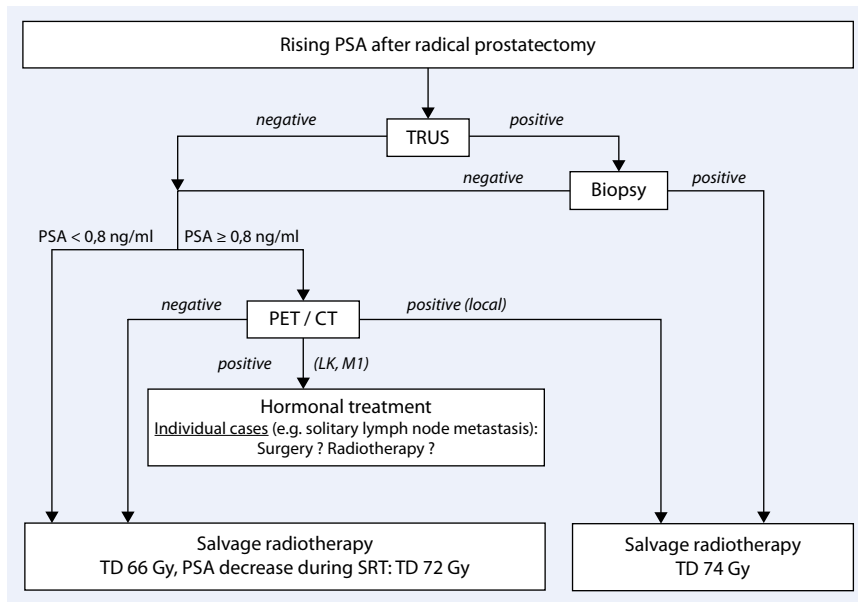 Rising PSA after radical prostatectomy
negative
positive
TRUS
negative
positive
Biopsy
PSA < 0,8 ng/ml
PSA ≥ 0,8 ng/ml
negative
positive (local)
PET / CT
positive
(LK, M1)
Hormonal treatment
Individual cases (e.g. solitary lymph node metastasis):
Surgery ? Radiotherapy ?
Salvage radiotherapy
TD 66 Gy, PSA decrease during SRT: TD 72 Gy
Salvage radiotherapy
TD 74 Gy